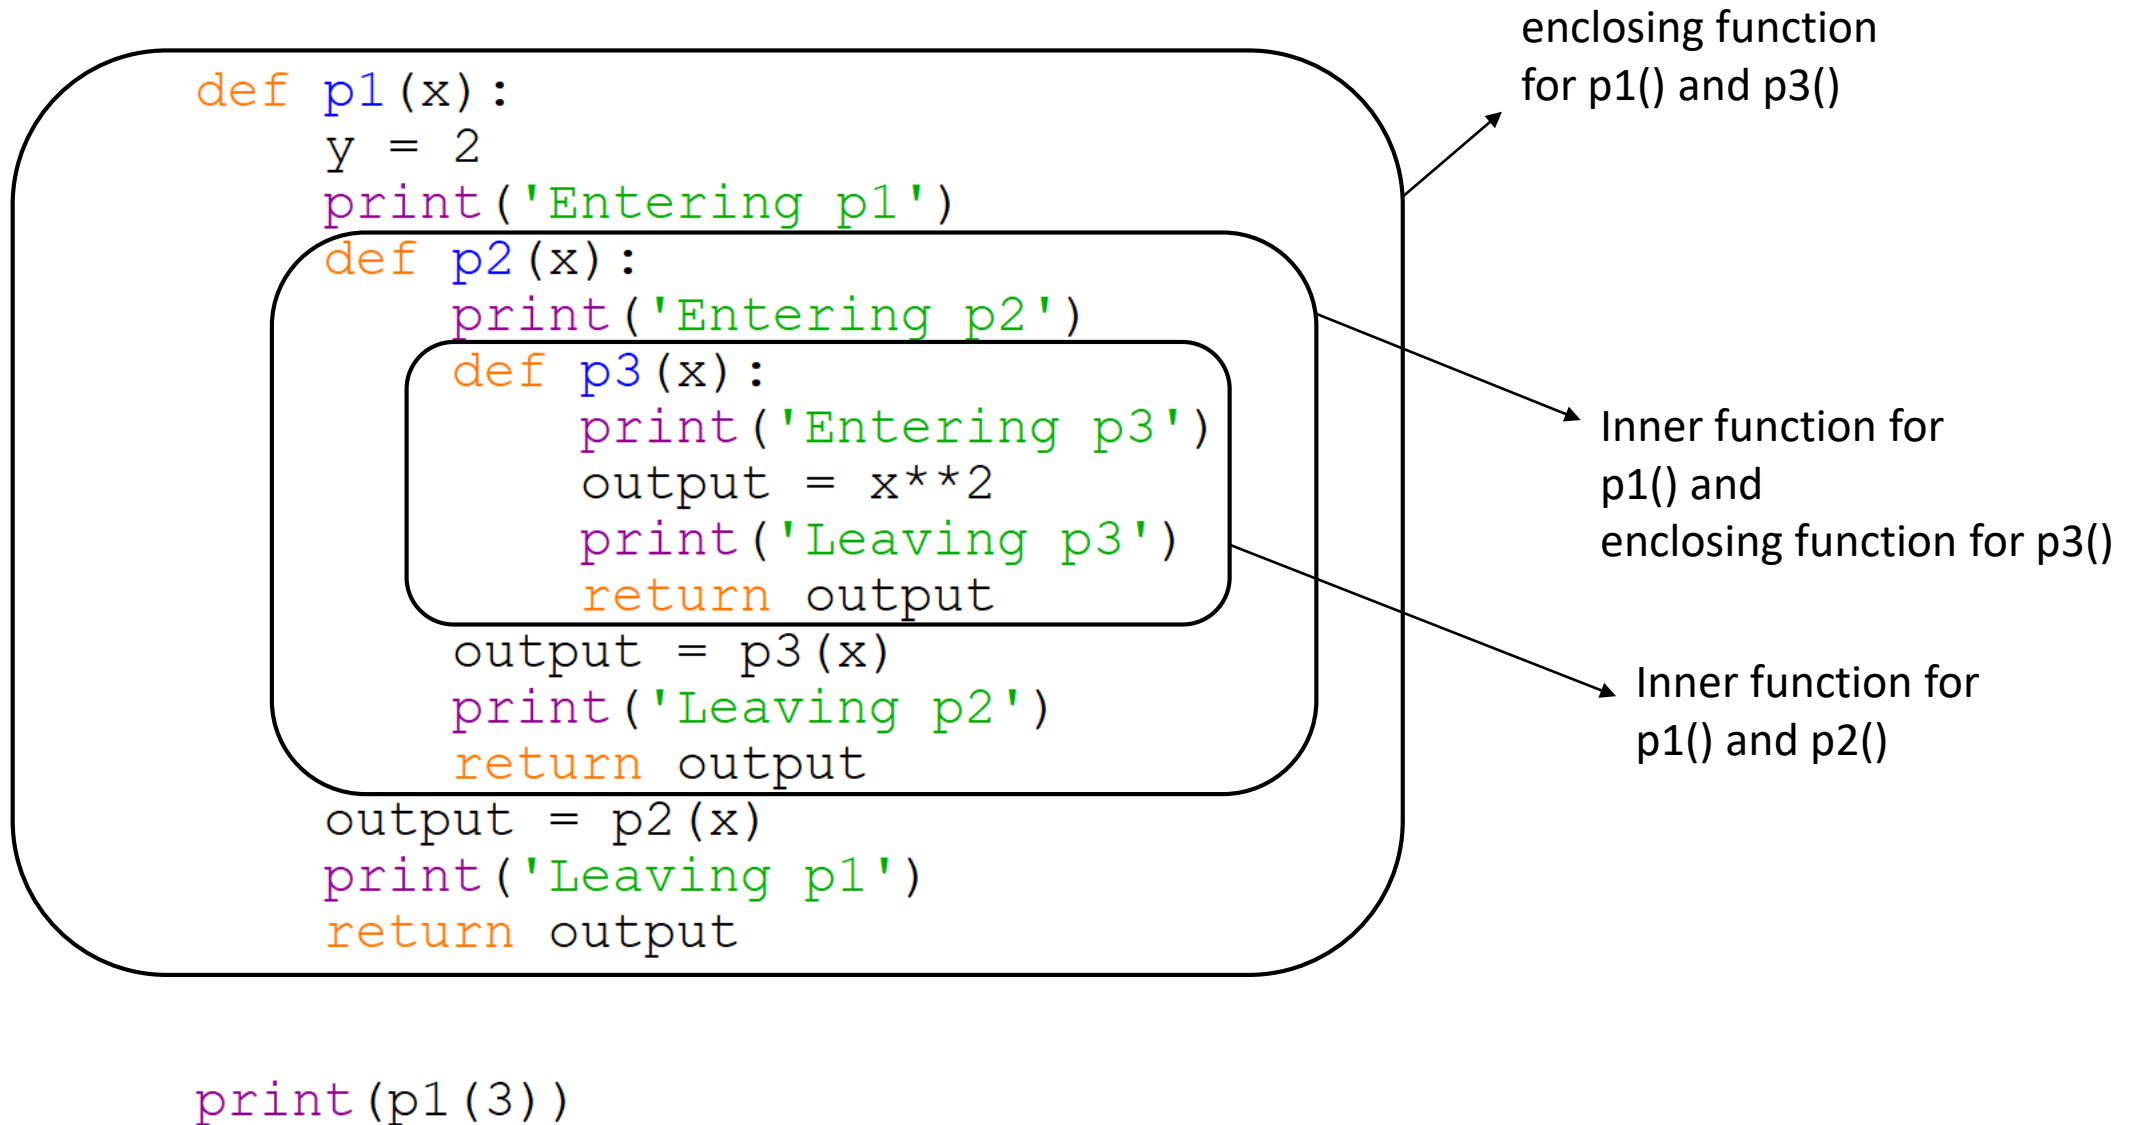 enclosing function
for p1() and p3()
def p1(x):
    y = 2
    print('Entering p1')
    def p2(x):
        print('Entering p2')
        def p3(x):
            print('Entering p3')
            output = x**2
            print('Leaving p3')
            return output
        output = p3(x)
        print('Leaving p2')
        return output
    output = p2(x)
    print('Leaving p1')
    return output
print(p1(3))
Inner function for
p1() and
enclosing function for p3()
Inner function for
p1() and p2()